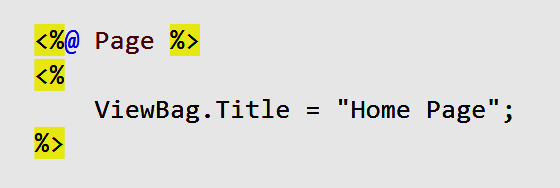 <%@ Page %>
<%
    ViewBag.Title = "Home Page";
%>